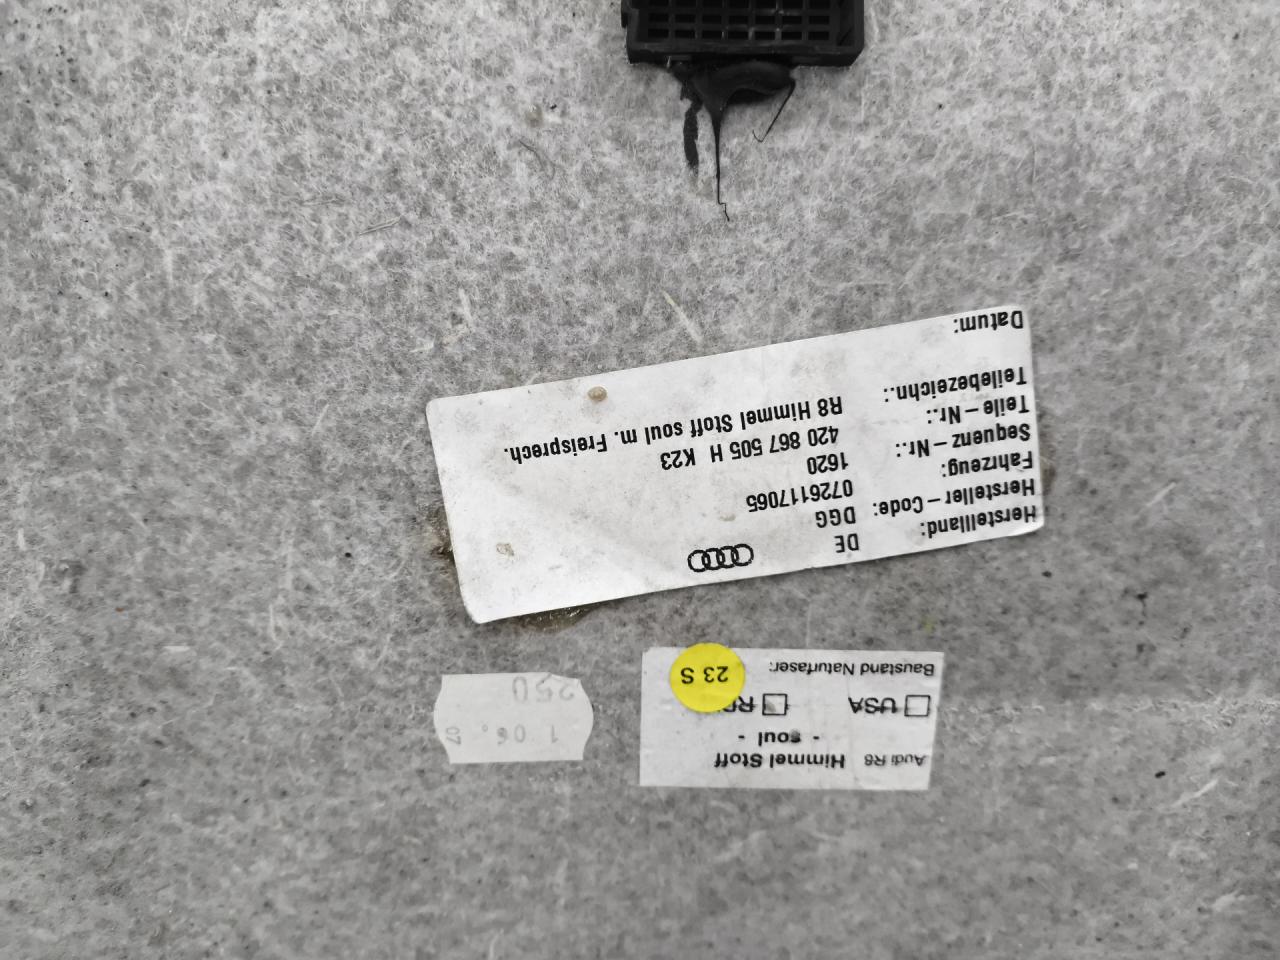 Herstellland: DE
Hersteller-Code: DGG
Fahrzeug: 0726117065
Sequenz-Nr.: 1620
Teile-Nr.: 420 867 505 H K23
Teilebezeichn.: R8 Himmel Stoff soul m. Freisprech.
Datum:
Audi R8 Himmel Stoff
- soul -
USA
Baustand Naturfaser:
23 S
250